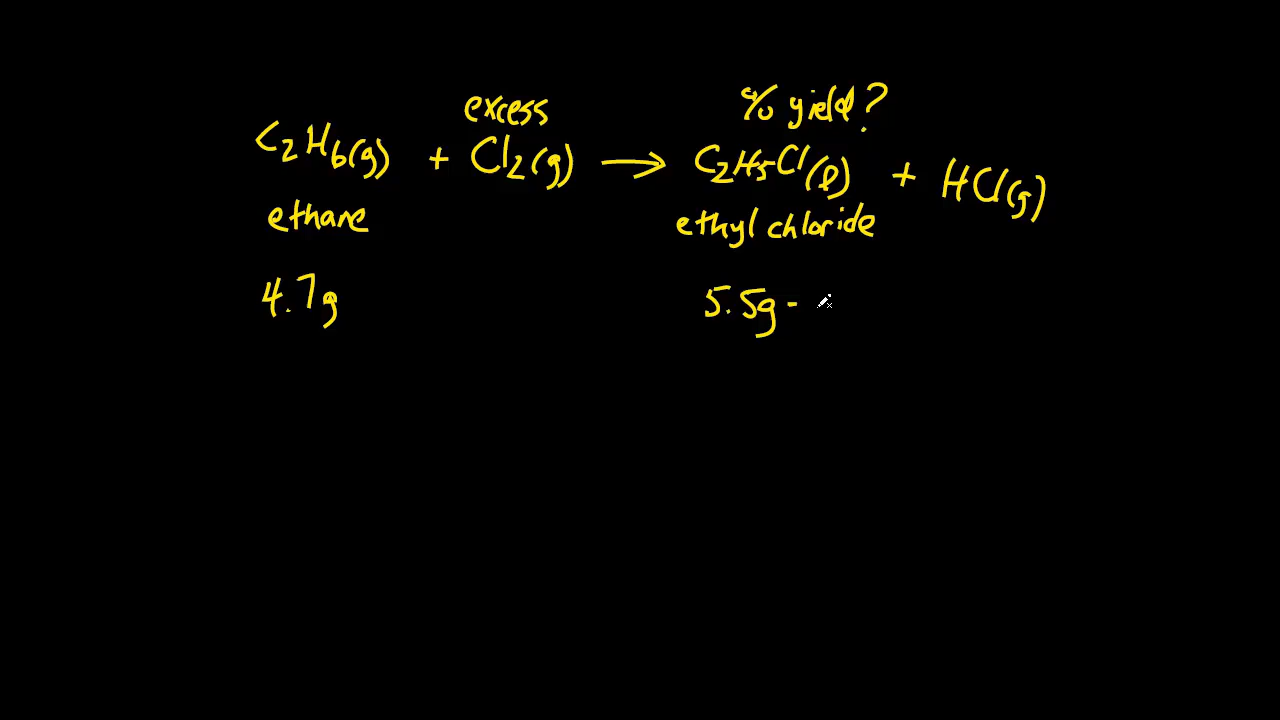 excess % yield?
C2H6(g) + Cl2(g) → C2H5Cl(l) + HCl(g)
ethane ethyl chloride
4.7g 5.5g -